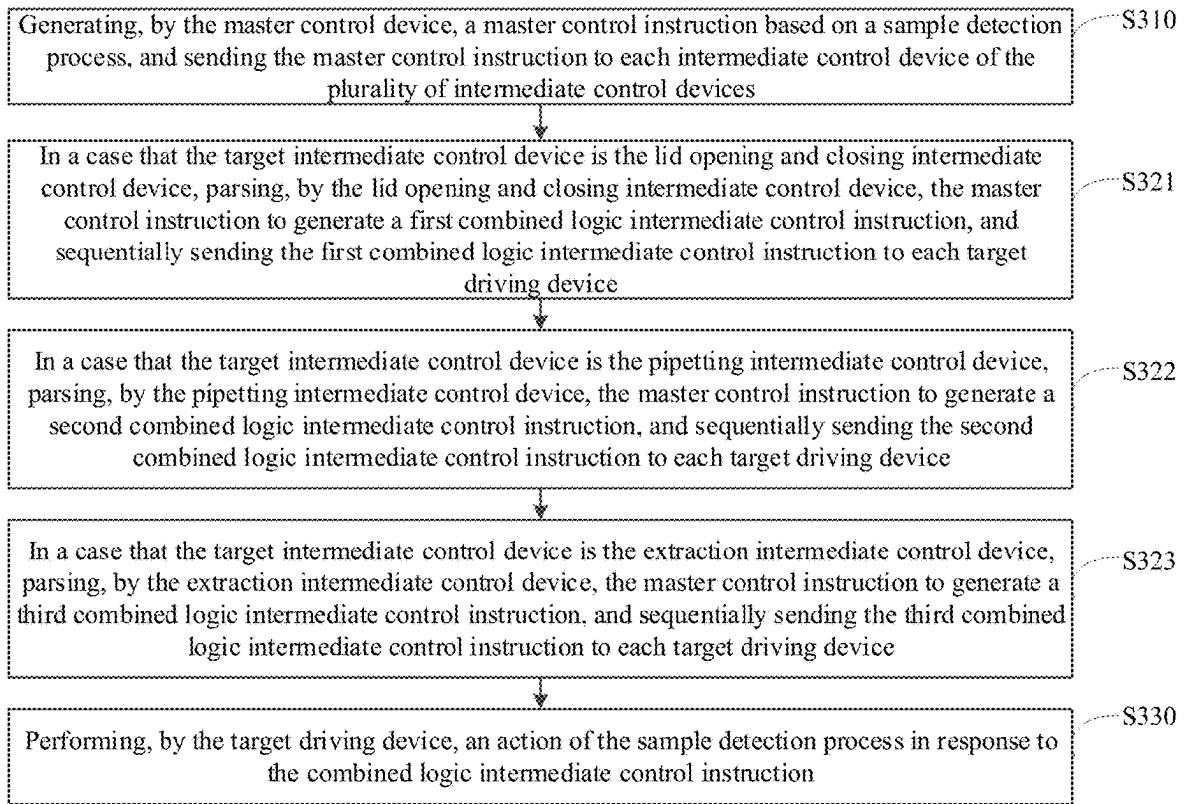 Generating, by the master control device, a master control instruction based on a sample detection
process, and sending the master control instruction to each intermediate control device of the
plurality of intermediate control devices
S310
In a case that the target intermediate control device is the lid opening and closing intermediate
control device, parsing, by the lid opening and closing intermediate control device, the master
control instruction to generate a first combined logic intermediate control instruction, and
sequentially sending the first combined logic intermediate control instruction to each target
driving device
S321
In a case that the target intermediate control device is the pipetting intermediate control device,
parsing, by the pipetting intermediate control device, the master control instruction to generate a
second combined logic intermediate control instruction, and sequentially sending the second
combined logic intermediate control instruction to each target driving device
S322
In a case that the target intermediate control device is the extraction intermediate control device,
parsing, by the extraction intermediate control device, the master control instruction to generate a
third combined logic intermediate control instruction, and sequentially sending the third combined
logic intermediate control instruction to each target driving device
S323
Performing, by the target driving device, an action of the sample detection process in response to
the combined logic intermediate control instruction
S330